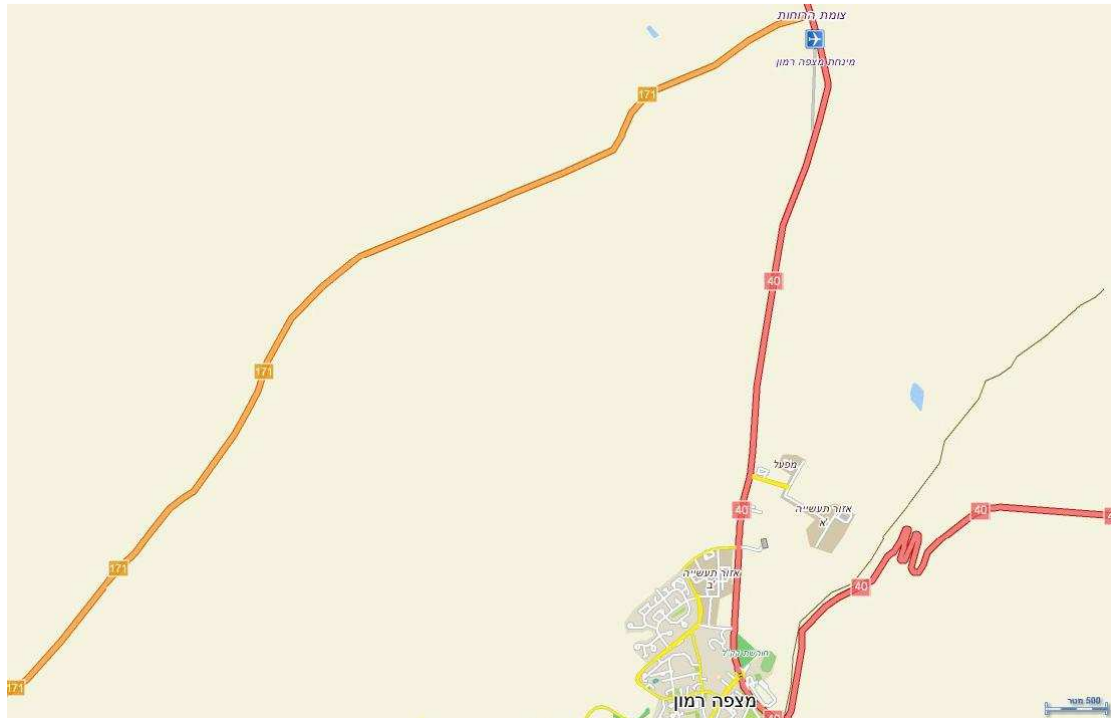 צומת הרוחות
מינחת מצפה רמון
171
40
171
מפעל
אזור תעשייה
א
40
40
אזור תעשייה
ב
171
40
חורשת
171
מצפה רמון
40
500 מטר